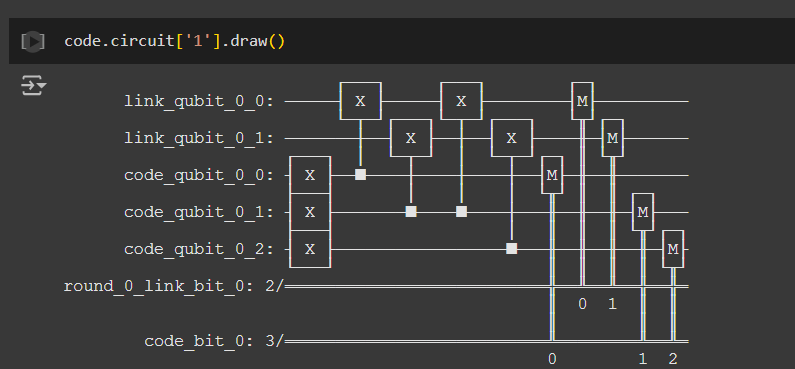 code.circuit['1'].draw()
X X M
link_qubit_0_0:
X X M
link_qubit_0_1:
X M
code_qubit_0_0:
X M
code_qubit_0_1:
X M
code_qubit_0_2:
round_0_link_bit_0: 2/
0 1
code_bit_0: 3/
0 1 2